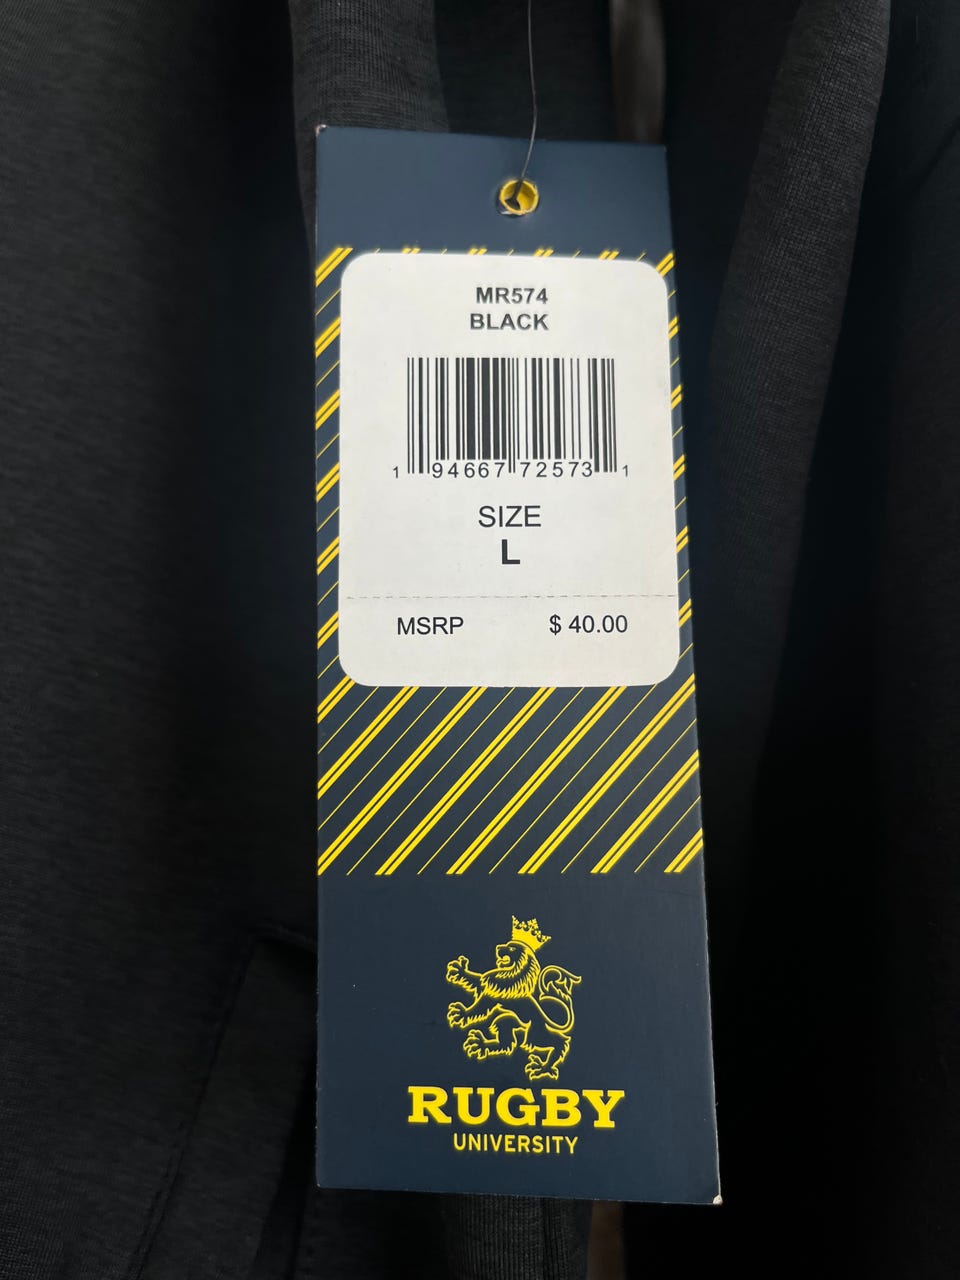 MR574
BLACK
1 94667 72573 1
SIZE
L
MSRP $ 40.00
RUGBY
UNIVERSITY